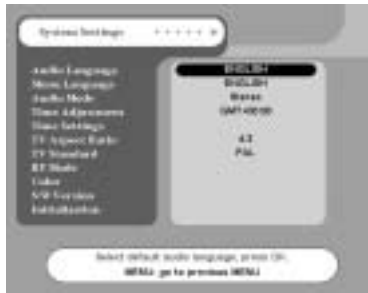 System Settings
Audio Language ENGLISH
Menu Language ENGLISH
Audio Mode Stereo
Time Adjustment GMT+00:00
Time Settings
TV Aspect Ratio 4:3
TV Standard PAL
RF Mode
Color
S/W Version
Initialization
Select default audio language, press OK.
MENU: go to previous MENU